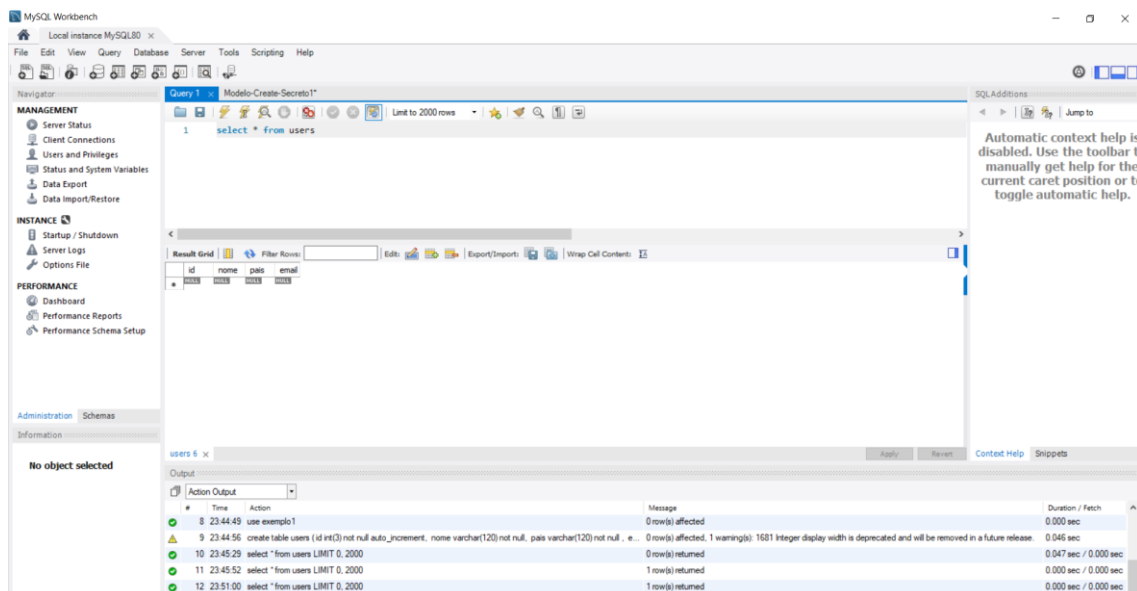 MySQL Workbench
Local instance MySQL80
File Edit View Query Database Server Tools Scripting Help
Navigator
MANAGEMENT
Server Status
Client Connections
Users and Privileges
Status and System Variables
Data Export
Data Import/Restore
INSTANCE
Startup / Shutdown
Server Logs
Options File
PERFORMANCE
Dashboard
Performance Reports
Performance Schema Setup
Administration Schemas
Information
No object selected
Query 1 Modelo-Create-Secreto1*
Limit to 2000 rows
1 select * from users
Result Grid Filter Rows: Edit: Export/Import: Wrap Cell Content:
id nome pais email
NULL NULL NULL NULL
users 6 Apply Revert
Output
Action Output
# Time Action Message Duration / Fetch
8 23:44:49 use exemplo1 0 row(s) affected 0.000 sec
9 23:44:56 create table users ( id int(3) not null auto_increment, nome varchar(120) not null, pais varchar(120) not null , e... 0 row(s) affected, 1 warning(s): 1681 Integer display width is deprecated and will be removed in a future release. 0.046 sec
10 23:45:29 select * from users LIMIT 0, 2000 0 row(s) returned 0.047 sec / 0.000 sec
11 23:45:52 select * from users LIMIT 0, 2000 1 row(s) returned 0.000 sec / 0.000 sec
12 23:51:00 select * from users LIMIT 0, 2000 1 row(s) returned 0.000 sec / 0.000 sec
SQLAdditions
Jump to
Automatic context help is
disabled. Use the toolbar t
manually get help for the
current caret position or t
toggle automatic help.
Context Help Snippets